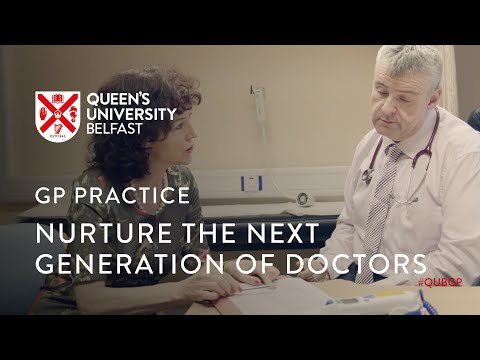 QUEEN'S
UNIVERSITY
BELFAST
GP PRACTICE
NURTURE THE NEXT
GENERATION OF DOCTORS
#QUBGP